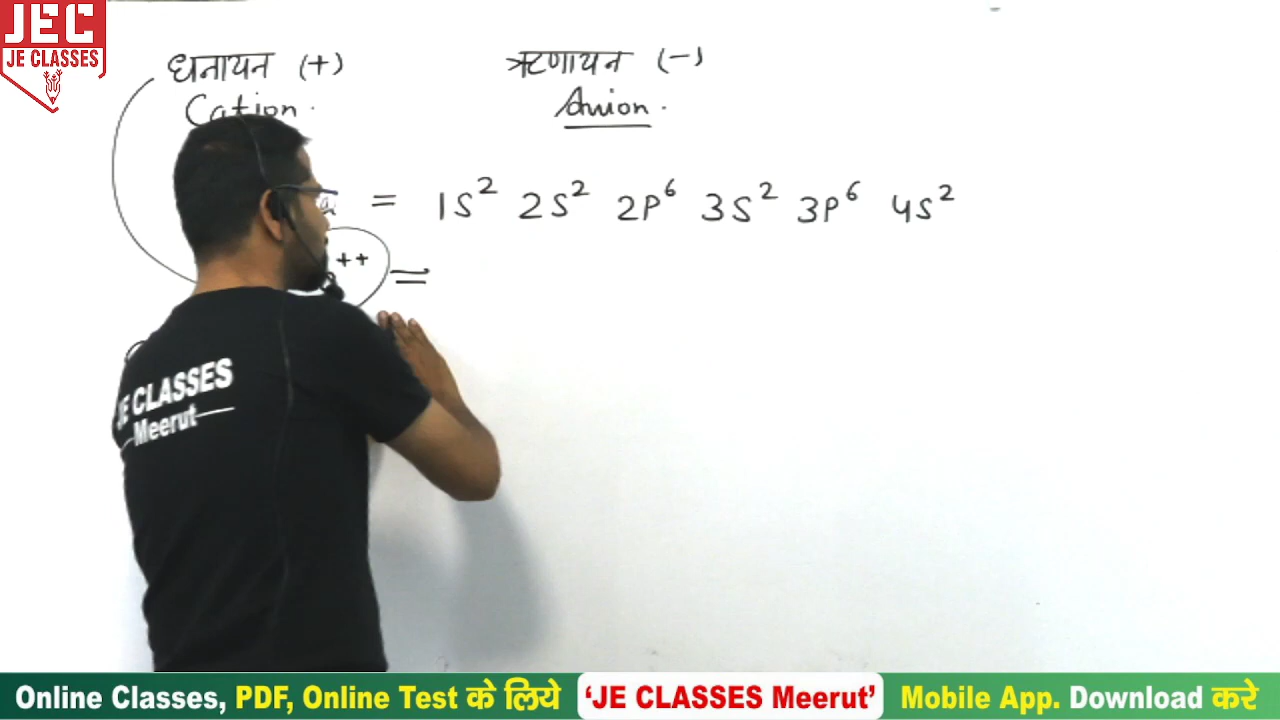 JEC
JE CLASSES
धनायन (+) ऋणायन (-)
Cation. Anion.
= 1S² 2S² 2P⁶ 3S² 3P⁶ 4S²
++ =
JE CLASSES
Meerut
Online Classes, PDF, Online Test के लिये 'JE CLASSES Meerut' Mobile App. Download करे